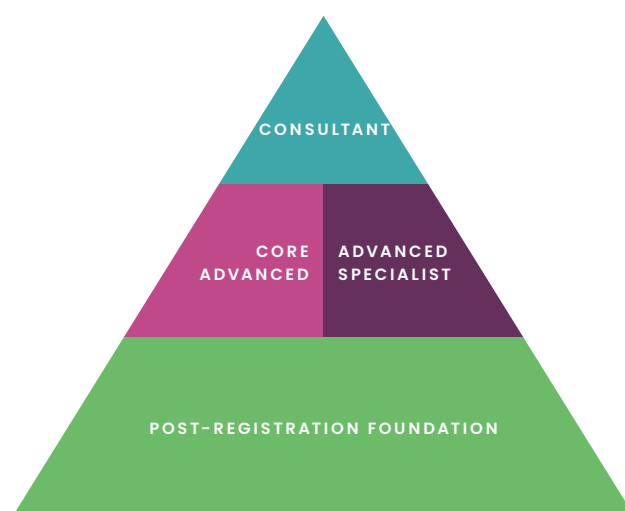 CONSULTANT
CORE
ADVANCED
ADVANCED
SPECIALIST
POST-REGISTRATION FOUNDATION